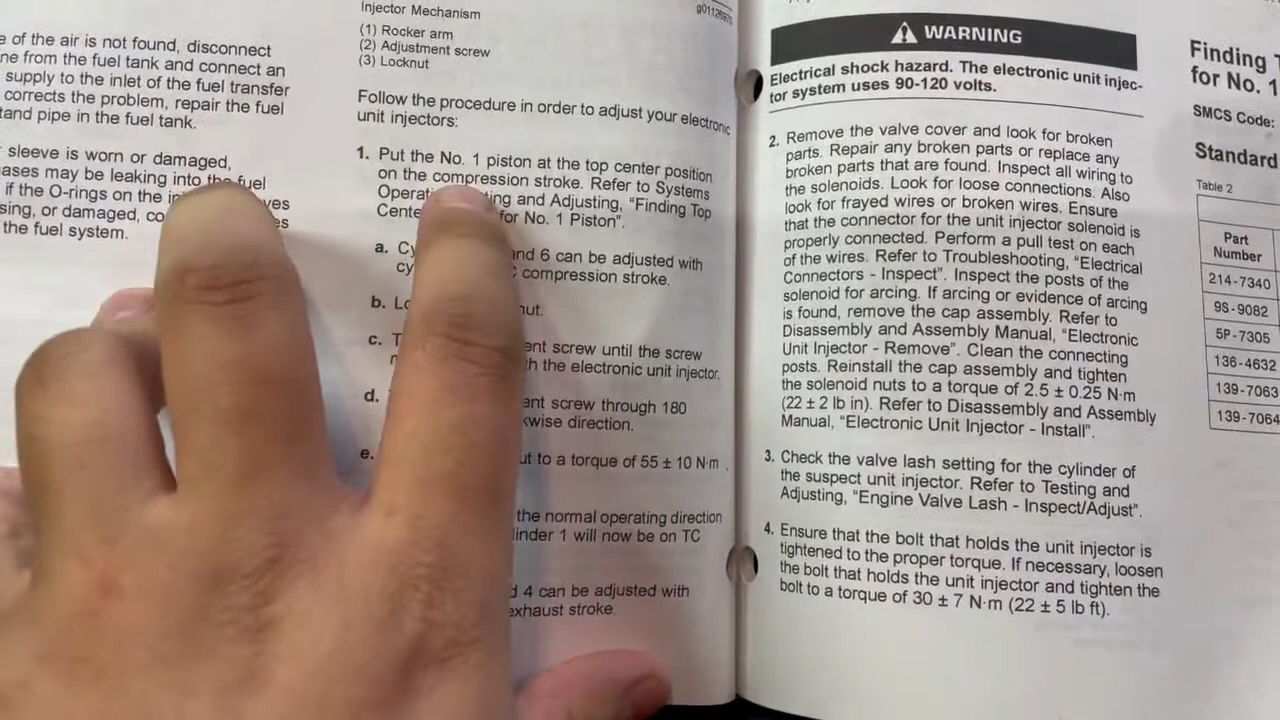 e of the air is not found, disconnect
ne from the fuel tank and connect an
supply to the inlet of the fuel transfer
corrects the problem, repair the fuel
tand pipe in the fuel tank.
sleeve is worn or damaged,
ases may be leaking into the fuel
if the O-rings on the
sing, or damaged,
the fuel system.
Injector Mechanism
(1) Rocker arm
(2) Adjustment screw
(3) Locknut
Follow the procedure in order to adjust your electronic
unit injectors:
1. Put the No. 1 piston at the top center position
on the compression stroke. Refer to Systems
and Adjusting, "Finding Top
for No. 1 Piston".
a. and 6 can be adjusted with
compression stroke.
b.
c. screw until the screw
the electronic unit injector.
d. screw through 180
direction.
e. to a torque of 55 ± 10 N·m
the normal operating direction
1 will now be on TC
4 can be adjusted with
exhaust stroke
WARNING
Electrical shock hazard. The electronic unit injec-
tor system uses 90-120 volts.
2. Remove the valve cover and look for broken
parts. Repair any broken parts or replace any
broken parts that are found. Inspect all wiring to
the solenoids. Look for loose connections. Also
look for frayed wires or broken wires. Ensure
that the connector for the unit injector solenoid is
properly connected. Perform a pull test on each
of the wires. Refer to Troubleshooting, "Electrical
Connectors - Inspect". Inspect the posts of the
solenoid for arcing. If arcing or evidence of arcing
is found, remove the cap assembly. Refer to
Disassembly and Assembly Manual, "Electronic
Unit Injector - Remove". Clean the connecting
posts. Reinstall the cap assembly and tighten
the solenoid nuts to a torque of 2.5 ± 0.25 N·m
(22 ± 2 lb in). Refer to Disassembly and Assembly
Manual, "Electronic Unit Injector - Install".
3. Check the valve lash setting for the cylinder of
the suspect unit injector. Refer to Testing and
Adjusting, "Engine Valve Lash - Inspect/Adjust".
4. Ensure that the bolt that holds the unit injector is
tightened to the proper torque. If necessary, loosen
the bolt that holds the unit injector and tighten the
bolt to a torque of 30 ± 7 N·m (22 ± 5 lb ft).
Finding
for No. 1
SMCS Code:
Standard
Table 2
Part
Number
214-7340
9S-9082
5P-7305
136-4632
139-7063
139-7064